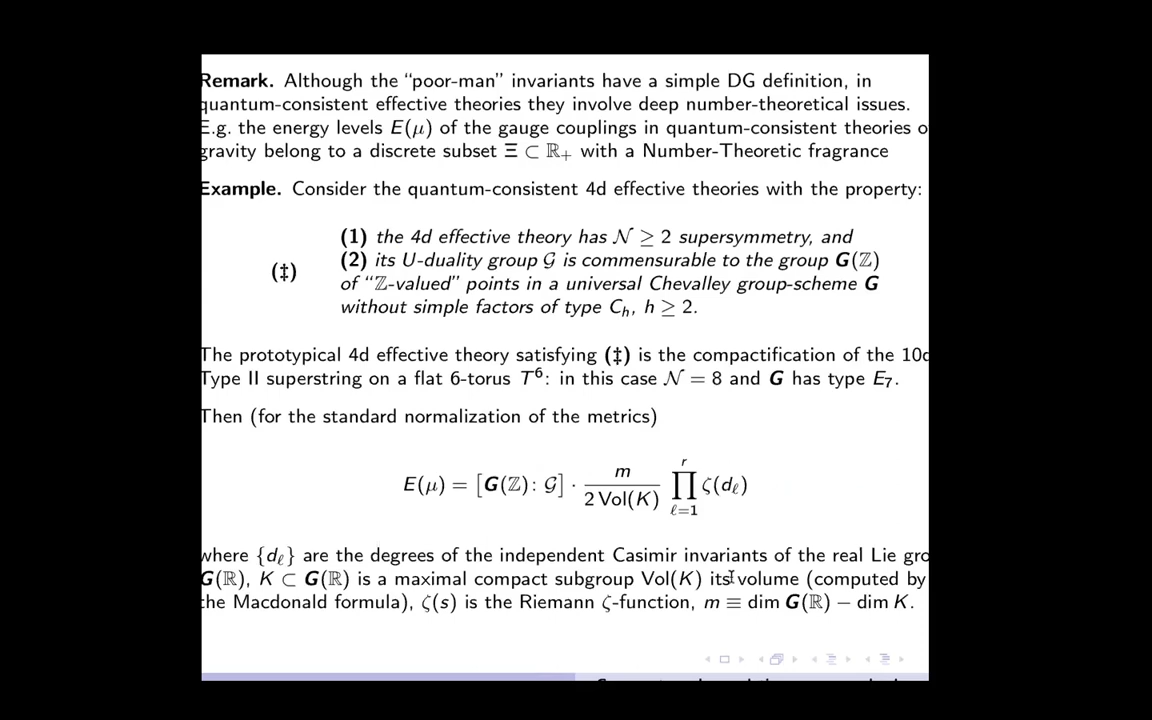 Remark. Although the “poor-man” invariants have a simple DG definition, in
quantum-consistent effective theories they involve deep number-theoretical issues.
E.g. the energy levels E(μ) of the gauge couplings in quantum-consistent theories o
gravity belong to a discrete subset Ξ ⊂ ℝ₊ with a Number-Theoretic fragrance
Example. Consider the quantum-consistent 4d effective theories with the property:
(1) the 4d effective theory has 𝒩 ≥ 2 supersymmetry, and
(‡) (2) its U-duality group 𝒢 is commensurable to the group G(ℤ)
of “ℤ-valued” points in a universal Chevalley group-scheme G
without simple factors of type Cₕ, h ≥ 2.
The prototypical 4d effective theory satisfying (‡) is the compactification of the 10d
Type II superstring on a flat 6-torus T⁶: in this case 𝒩 = 8 and G has type E₇.
Then (for the standard normalization of the metrics)
E(μ) = [G(ℤ): 𝒢] · m / 2 Vol(K) ∏_{ℓ=1}^{r} ζ(d_ℓ)
where {d_ℓ} are the degrees of the independent Casimir invariants of the real Lie gro
G(ℝ), K ⊂ G(ℝ) is a maximal compact subgroup Vol(K) its volume (computed by
the Macdonald formula), ζ(s) is the Riemann ζ-function, m ≡ dim G(ℝ) − dim K.